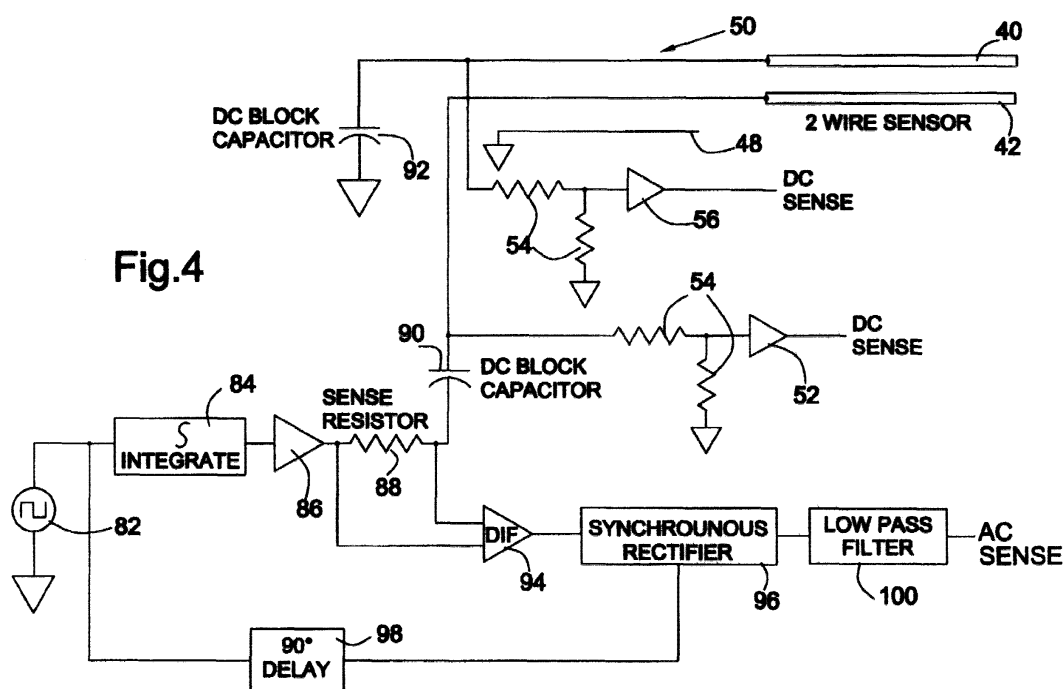 50
40
DC BLOCK
CAPACITOR
92
2 WIRE SENSOR
42
48
DC
SENSE
56
54
Fig.4
54
DC
SENSE
52
90
DC BLOCK
CAPACITOR
84
SENSE
RESISTOR
∫
INTEGRATE
86
88
82
DIF
94
SYNCHROUNOUS
RECTIFIER
96
LOW PASS
FILTER
100
AC
SENSE
98
90°
DELAY